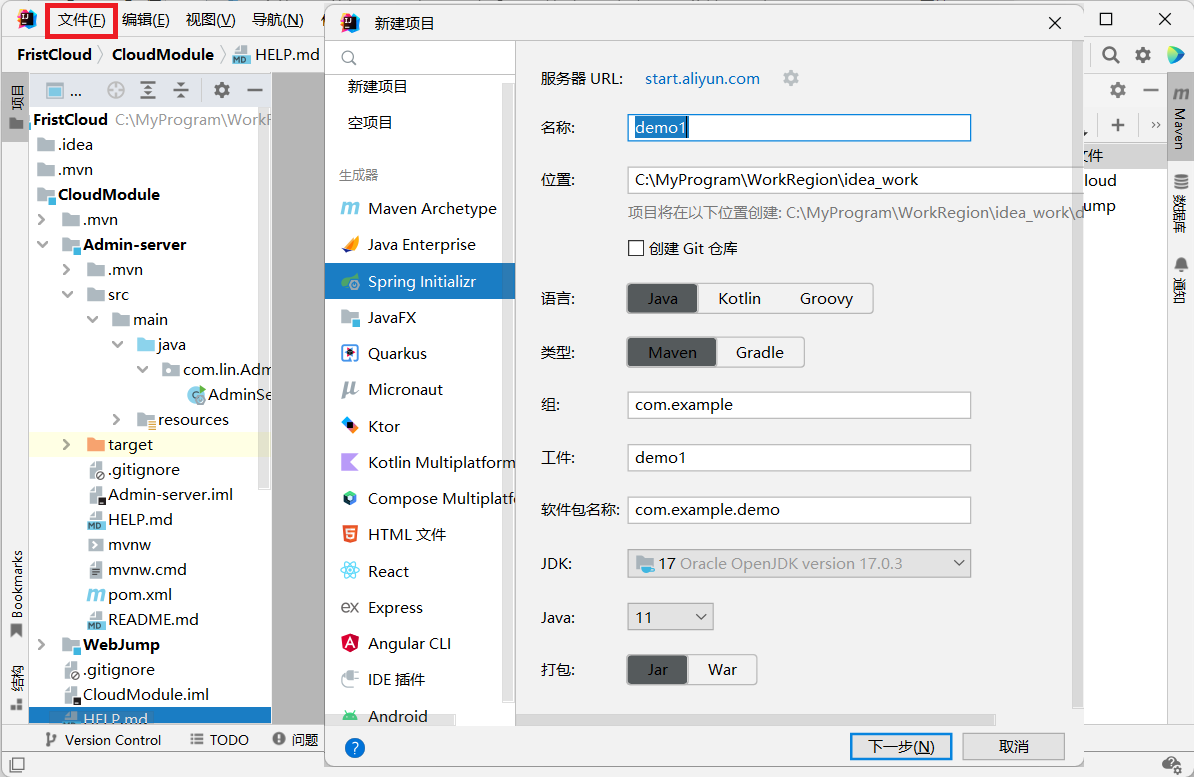 文件(F) 编辑(E) 视图(V) 导航(N)
FristCloud CloudModule HELP.md
项目
...
FristCloud C:\MyProgram\WorkR
.idea
.mvn
CloudModule
.mvn
Admin-server
.mvn
src
main
java
com.lin.Adm
AdminSe
resources
target
.gitignore
Admin-server.iml
HELP.md
mvnw
mvnw.cmd
pom.xml
README.md
WebJump
.gitignore
CloudModule.iml
HELP.md
Bookmarks
结构
Version Control TODO 问题
新建项目
新建项目
空项目
生成器
Maven Archetype
Java Enterprise
Spring Initializr
JavaFX
Quarkus
Micronaut
Ktor
Kotlin Multiplatform
Compose Multiplatf
HTML 文件
React
Express
Angular CLI
IDE 插件
Android
服务器 URL: start.aliyun.com
名称: demo1
位置: C:\MyProgram\WorkRegion\idea_work
项目将在以下位置创建: C:\MyProgram\WorkRegion\idea_work\d
创建 Git 仓库
语言: Java Kotlin Groovy
类型: Maven Gradle
组: com.example
工件: demo1
软件包名称: com.example.demo
JDK: 17 Oracle OpenJDK version 17.0.3
Java: 11
打包: Jar War
? 下一步(N) 取消
文件
loud
ump
m
Maven
数据库
通知